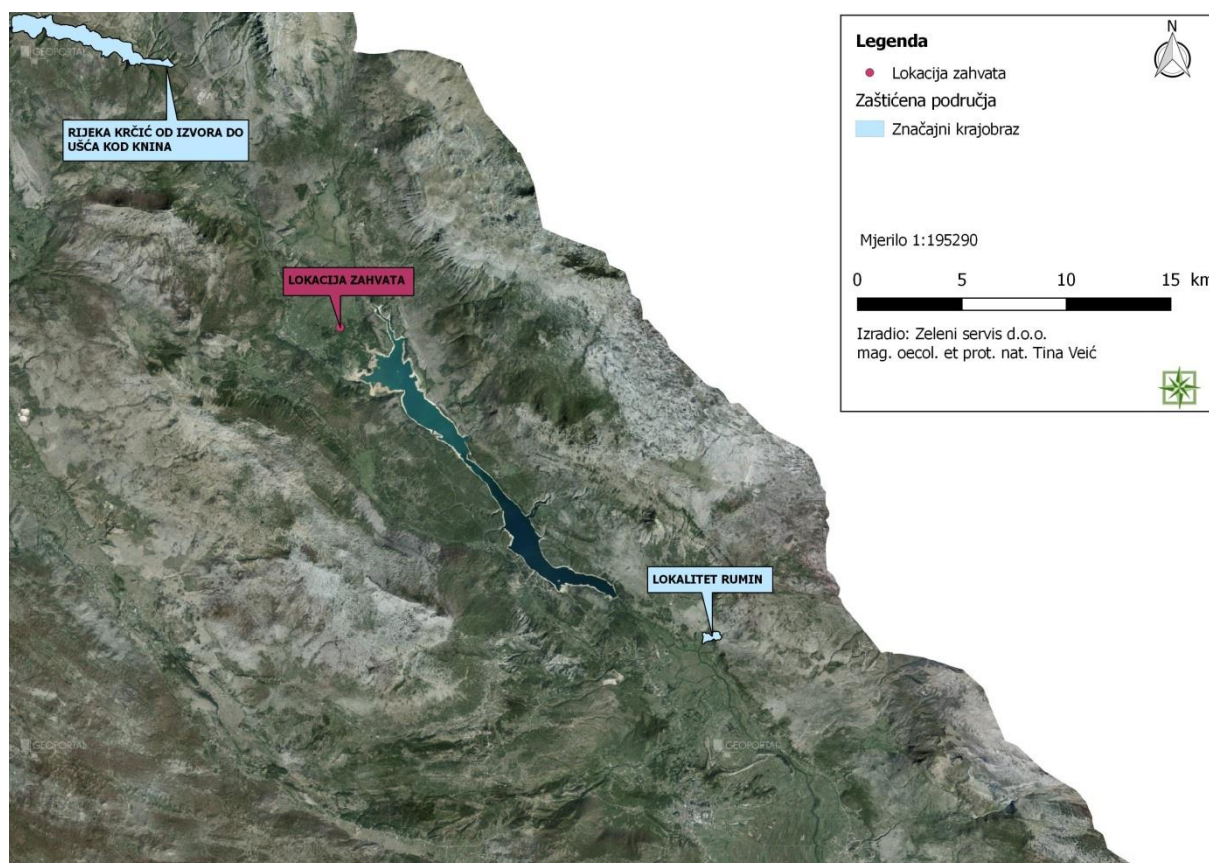 GEOPORTAL
RIJEKA KRČIĆ OD IZVORA DO
UŠĆA KOD KNINA
LOKACIJA ZAHVATA
LOKALITET RUMIN
GEOPORTAL
GEOPORTAL
Legenda
N
Lokacija zahvata
Zaštićena područja
Značajni krajobraz
Mjerilo 1:195290
0 5 10 15 km
Izradio: Zeleni servis d.o.o.
mag. oecol. et prot. nat. Tina Veić